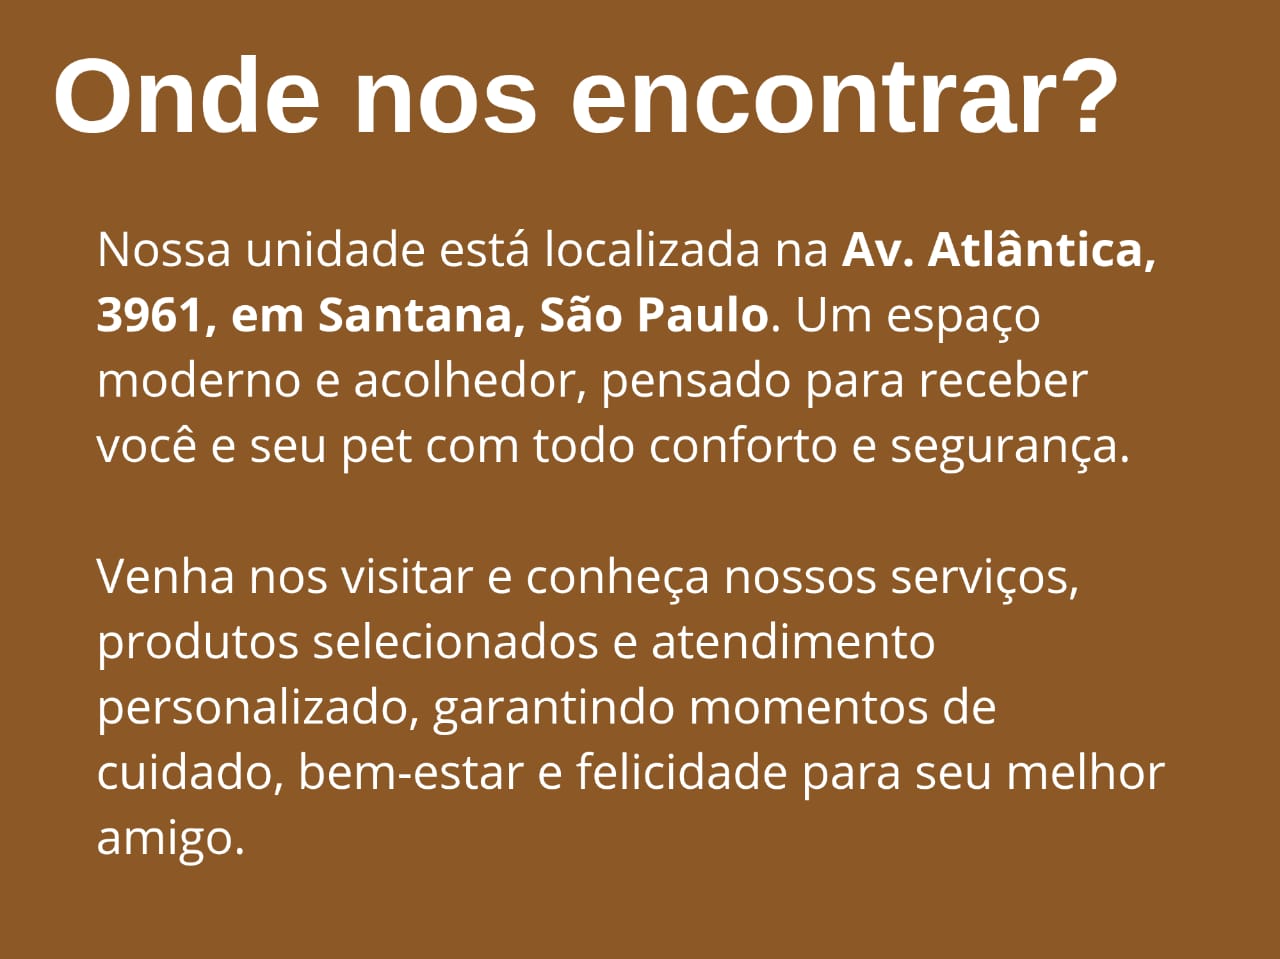 Onde nos encontrar?
Nossa unidade está localizada na Av. Atlântica,
3961, em Santana, São Paulo. Um espaço
moderno e acolhedor, pensado para receber
você e seu pet com todo conforto e segurança.
Venha nos visitar e conheça nossos serviços,
produtos selecionados e atendimento
personalizado, garantindo momentos de
cuidado, bem-estar e felicidade para seu melhor
amigo.